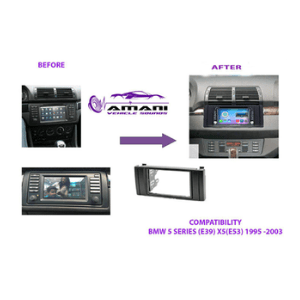 BEFORE
AFTER
AMANI
VEHICLE SOUNDS
COMPATIBILITY
BMW 5 SERIES (E39) X5(E53) 1995 -2003